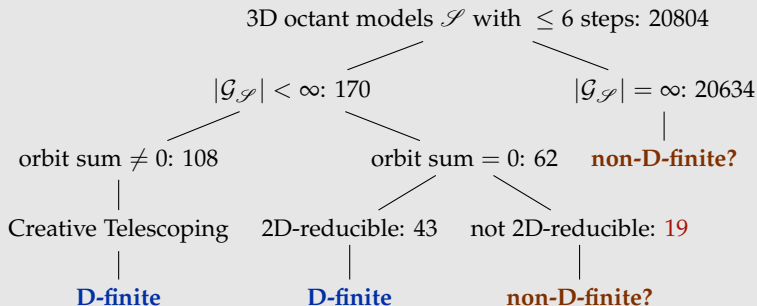 3D octant models 𝒮 with ≤ 6 steps: 20804
|𝒢_𝒮| < ∞: 170
|𝒢_𝒮| = ∞: 20634
orbit sum ≠ 0: 108
orbit sum = 0: 62
non-D-finite?
Creative Telescoping
2D-reducible: 43
not 2D-reducible: 19
D-finite
D-finite
non-D-finite?